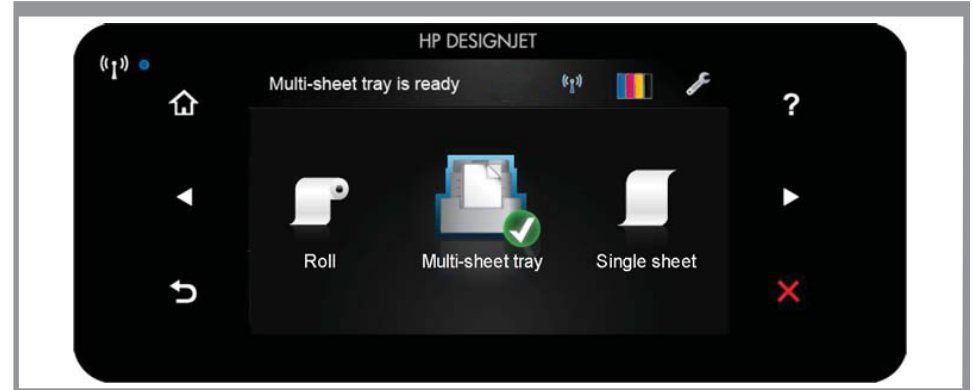 HP DESIGNJET
Multi-sheet tray is ready
?
Roll
Multi-sheet tray
Single sheet